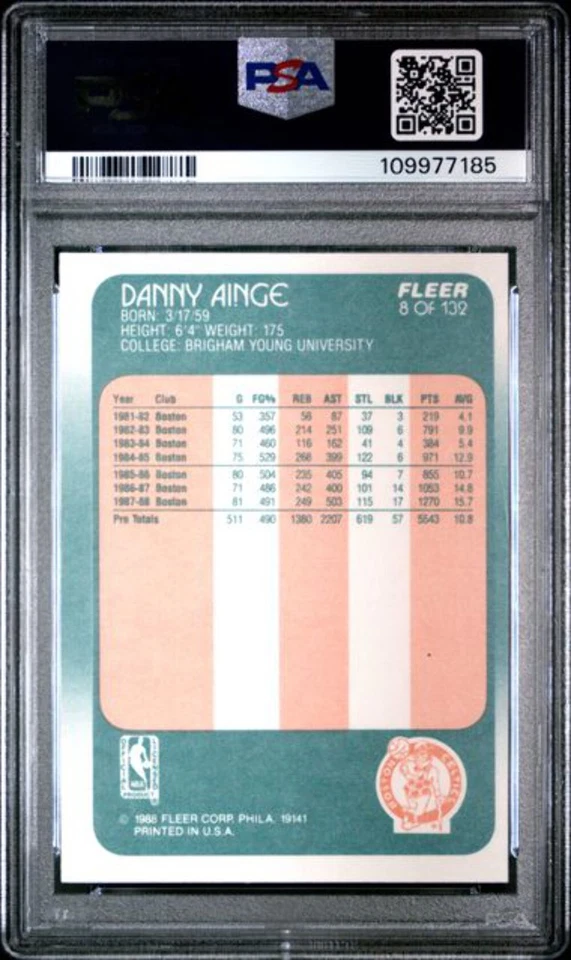 PSA
109977185
DANNY AINGE
BORN: 3/17/59
HEIGHT: 6'4" WEIGHT: 175
COLLEGE: BRIGHAM YOUNG UNIVERSITY
FLEER
8 OF 132
Year Club G FG% REB AST STL BLK PTS AVG
1981-82 Boston 53 357 56 87 37 3 219 4.1
1982-83 Boston 80 496 214 251 109 6 791 9.9
1983-84 Boston 71 460 116 162 41 4 384 5.4
1984-85 Boston 75 529 268 399 122 6 971 12.9
1985-86 Boston 80 504 235 405 94 7 855 10.7
1986-87 Boston 71 486 242 400 101 14 1053 14.8
1987-88 Boston 81 491 249 503 115 17 1270 15.7
Pro Totals 511 490 1380 2207 619 57 5543 10.8
OFFICIAL LICENSED
NBA
PRODUCT
BOSTON CELTICS
© 1988 FLEER CORP. PHILA. 19141
PRINTED IN U.S.A.